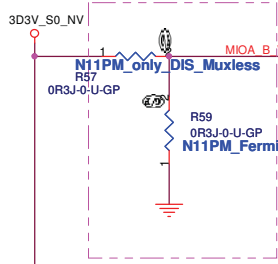 3D3V_S0_NV
1
MIOA_B
N11PM_only_DIS_Muxless
R57
0R3J-0-U-GP
R59
0R3J-0-U-GP
N11PM_Fermi
1